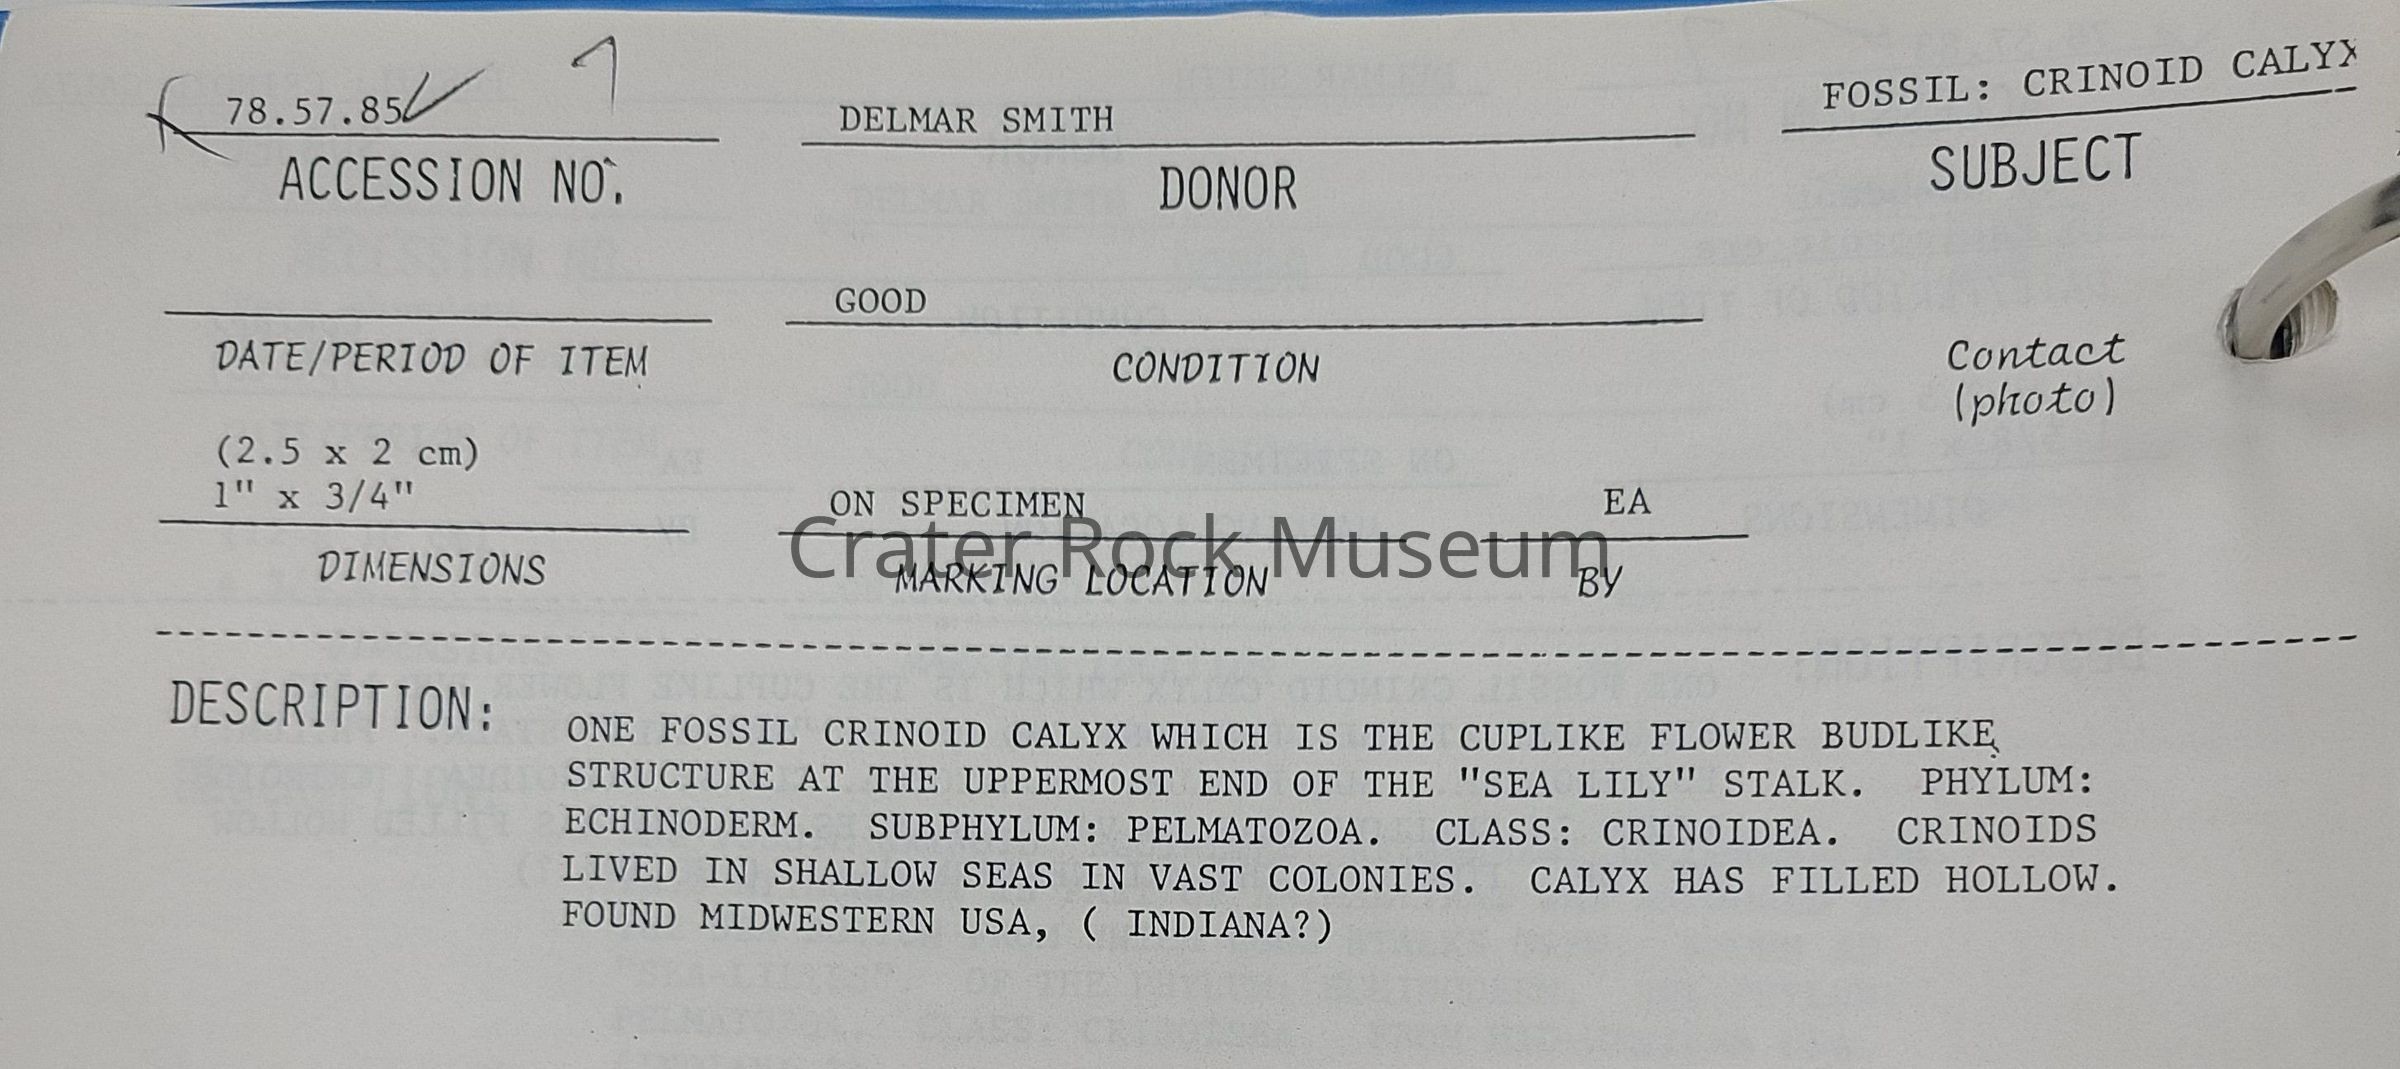 78.57.85
ACCESSION NO.
DELMAR SMITH
DONOR
FOSSIL: CRINOID CALYX
SUBJECT
DATE/PERIOD OF ITEM
GOOD
CONDITION
Contact
(photo)
(2.5 x 2 cm)
1" x 3/4"
DIMENSIONS
ON SPECIMEN
MARKING LOCATION
EA
BY
Crater Rock Museum
DESCRIPTION:
ONE FOSSIL CRINOID CALYX WHICH IS THE CUPLIKE FLOWER BUDLIKE
STRUCTURE AT THE UPPERMOST END OF THE "SEA LILY" STALK. PHYLUM:
ECHINODERM. SUBPHYLUM: PELMATOZOA. CLASS: CRINOIDEA. CRINOIDS
LIVED IN SHALLOW SEAS IN VAST COLONIES. CALYX HAS FILLED HOLLOW.
FOUND MIDWESTERN USA, ( INDIANA?)